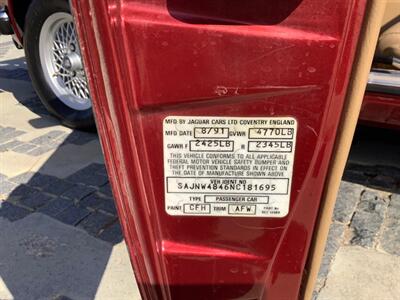 MFG BY JAGUAR CARS LTD COVENTRY ENGLAND
MFD DATE 8/91 GVWR 4770LB
GAWR F 2425LB R 2345LB
THIS VEHICLE CONFORMS TO ALL APPLICABLE
FEDERAL MOTOR VEHICLE SAFETY BUMPER AND
THEFT PREVENTION STANDARDS IN EFFECT ON THE
DATE OF MANUFACTURE SHOWN ABOVE
VEH IDENT NO
SAJNW4846NC181695
TYPE PASSENGER CAR
PAINT CFH TRIM AFW PART No